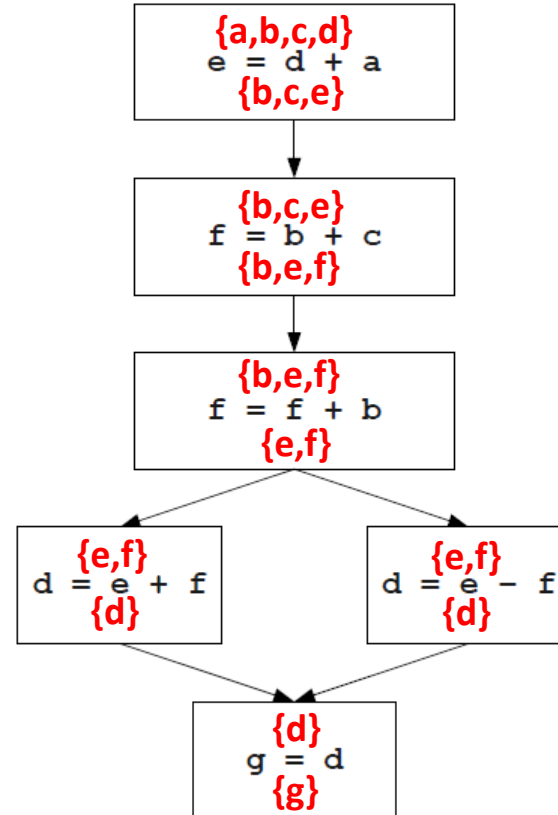 {a,b,c,d}
e = d + a
{b,c,e}
{b,c,e}
f = b + c
{b,e,f}
{b,e,f}
f = f + b
{e,f}
{e,f}
d = e + f
{d}
{e,f}
d = e - f
{d}
{d}
g = d
{g}